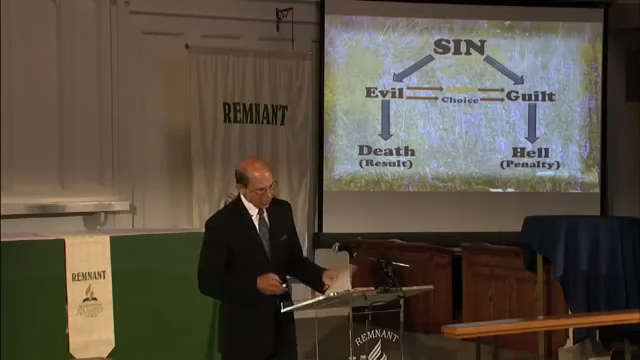 SIN
Evil
Choice
Guilt
Death
(Result)
Hell
(Penalty)
REMNANT
REMNANT
REMNANT